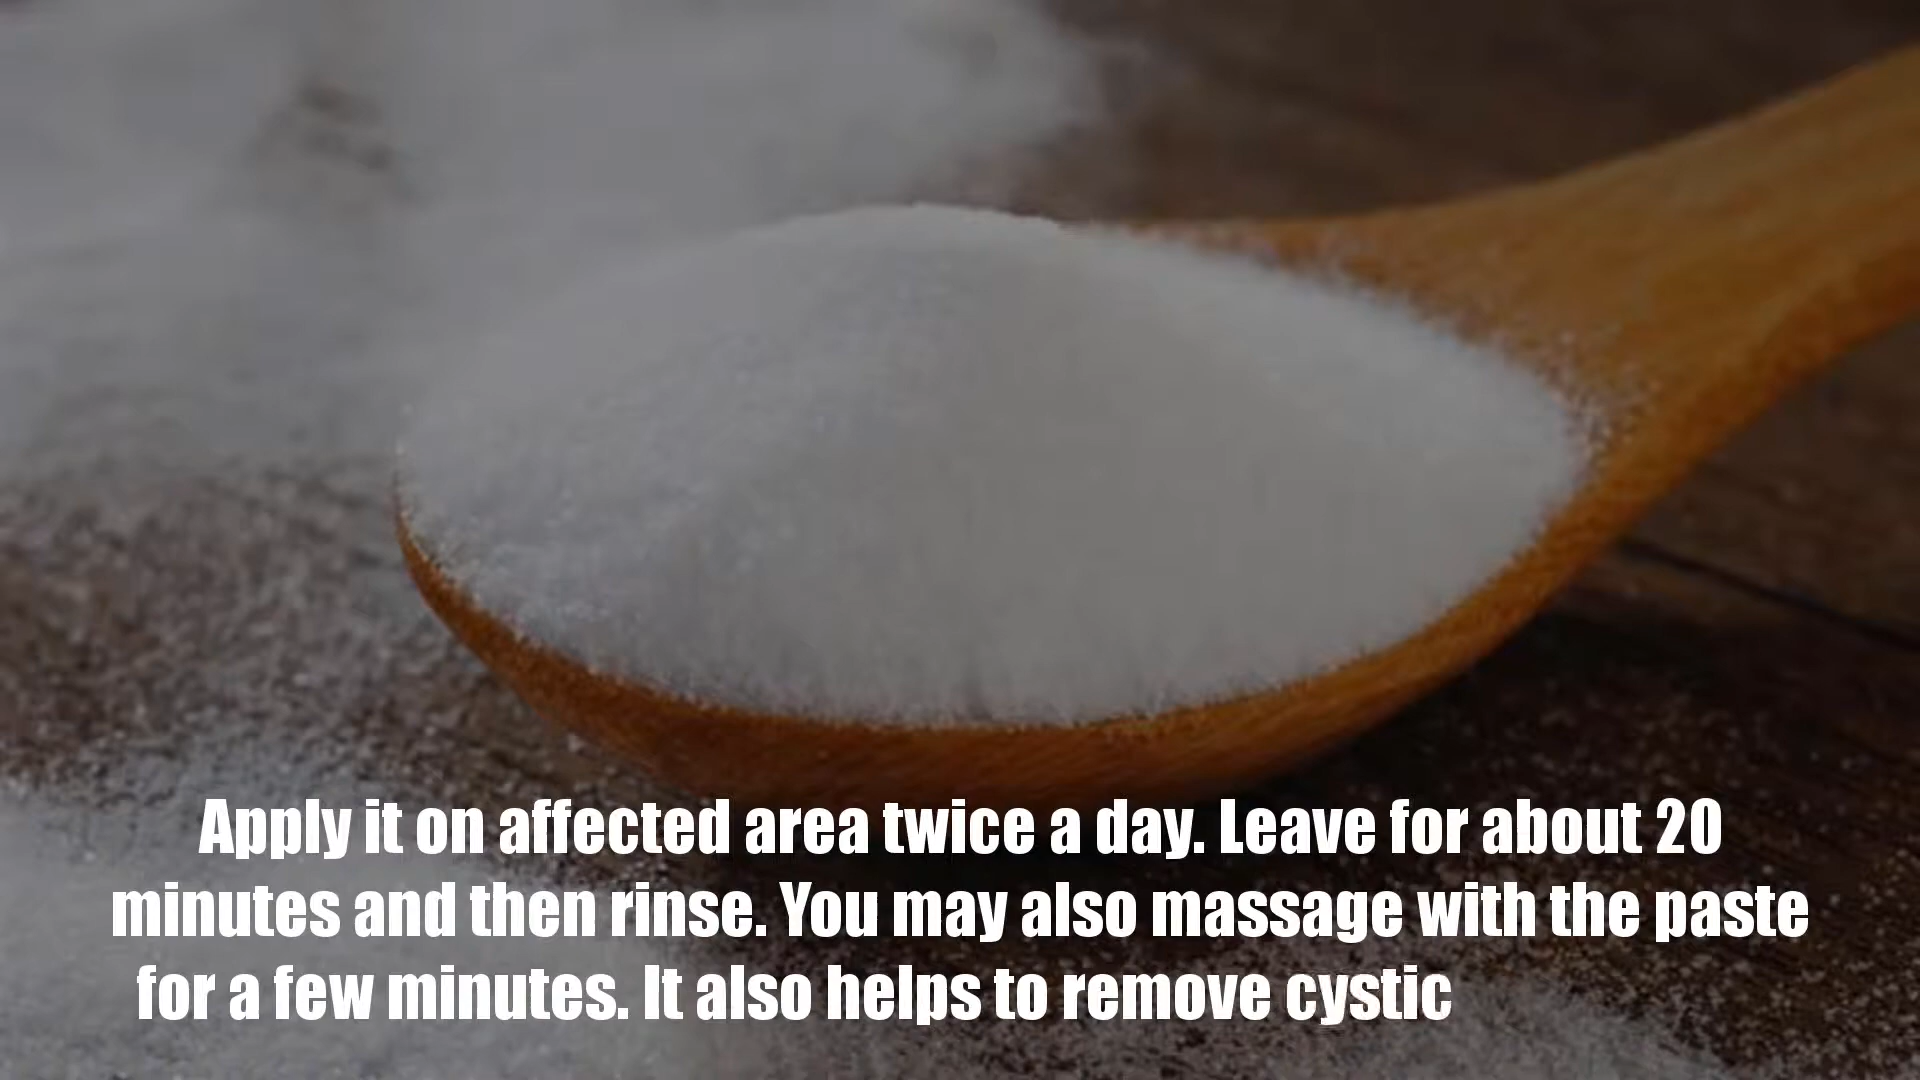 Apply it on affected area twice a day. Leave for about 20
minutes and then rinse. You may also massage with the paste
for a few minutes. It also helps to remove cystic